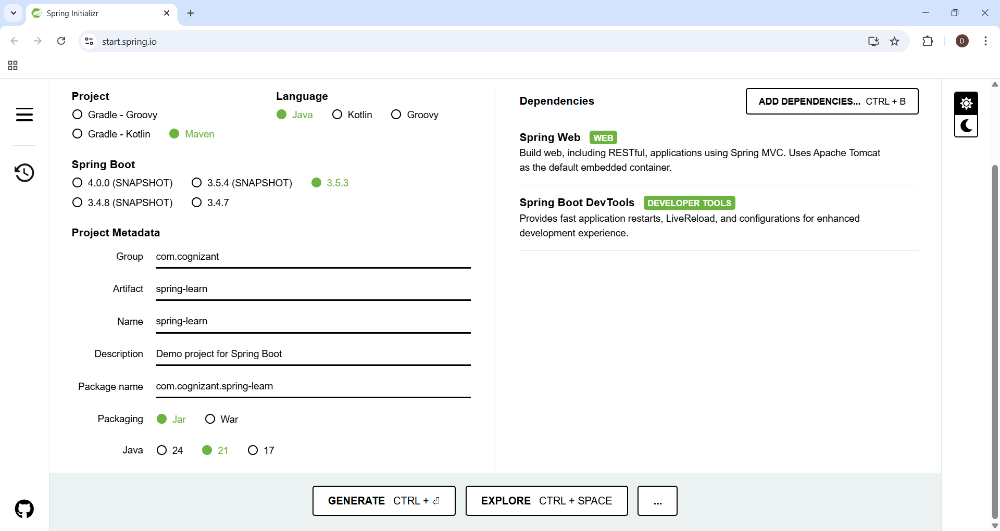 Spring Initializr
start.spring.io
D
Project
Gradle - Groovy
Gradle - Kotlin Maven
Language
Java Kotlin Groovy
Spring Boot
4.0.0 (SNAPSHOT) 3.5.4 (SNAPSHOT) 3.5.3
3.4.8 (SNAPSHOT) 3.4.7
Project Metadata
Group com.cognizant
Artifact spring-learn
Name spring-learn
Description Demo project for Spring Boot
Package name com.cognizant.spring-learn
Packaging Jar War
Java 24 21 17
Dependencies ADD DEPENDENCIES... CTRL + B
Spring Web WEB
Build web, including RESTful, applications using Spring MVC. Uses Apache Tomcat
as the default embedded container.
Spring Boot DevTools DEVELOPER TOOLS
Provides fast application restarts, LiveReload, and configurations for enhanced
development experience.
GENERATE CTRL + ⏎ EXPLORE CTRL + SPACE ...